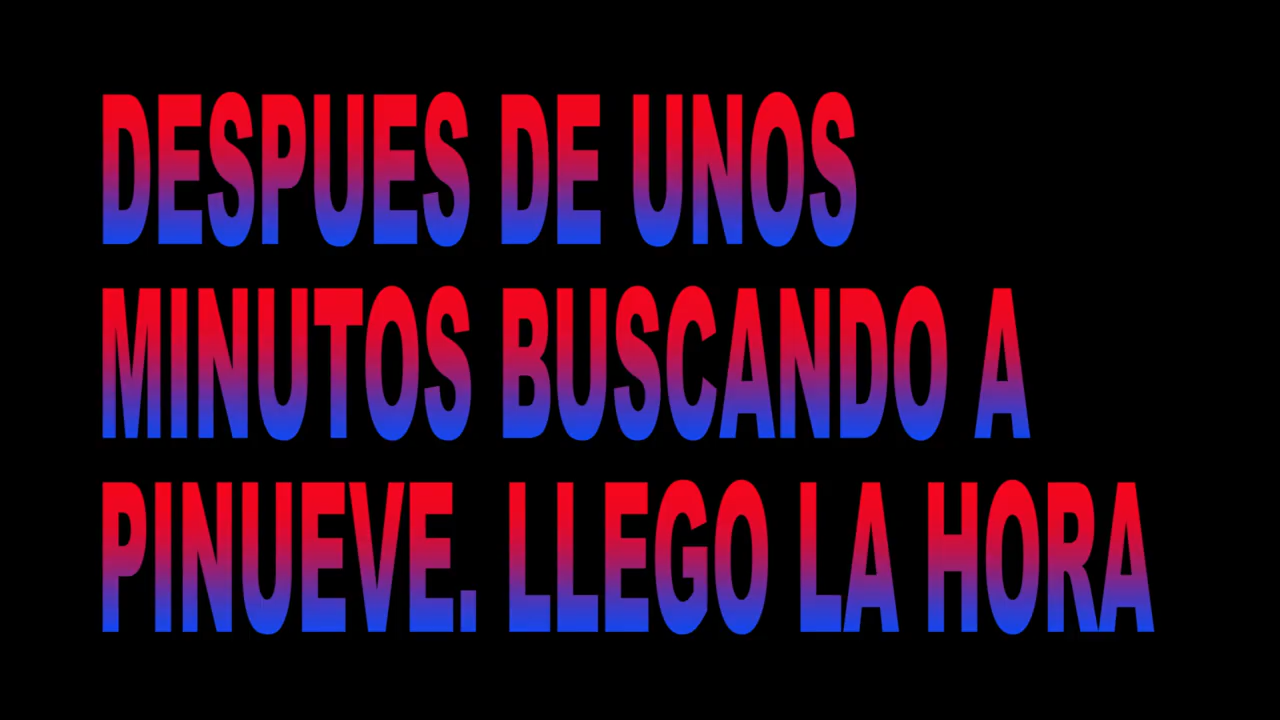 DESPUES DE UNOS
MINUTOS BUSCANDO A
PINUEVE. LLEGO LA HORA